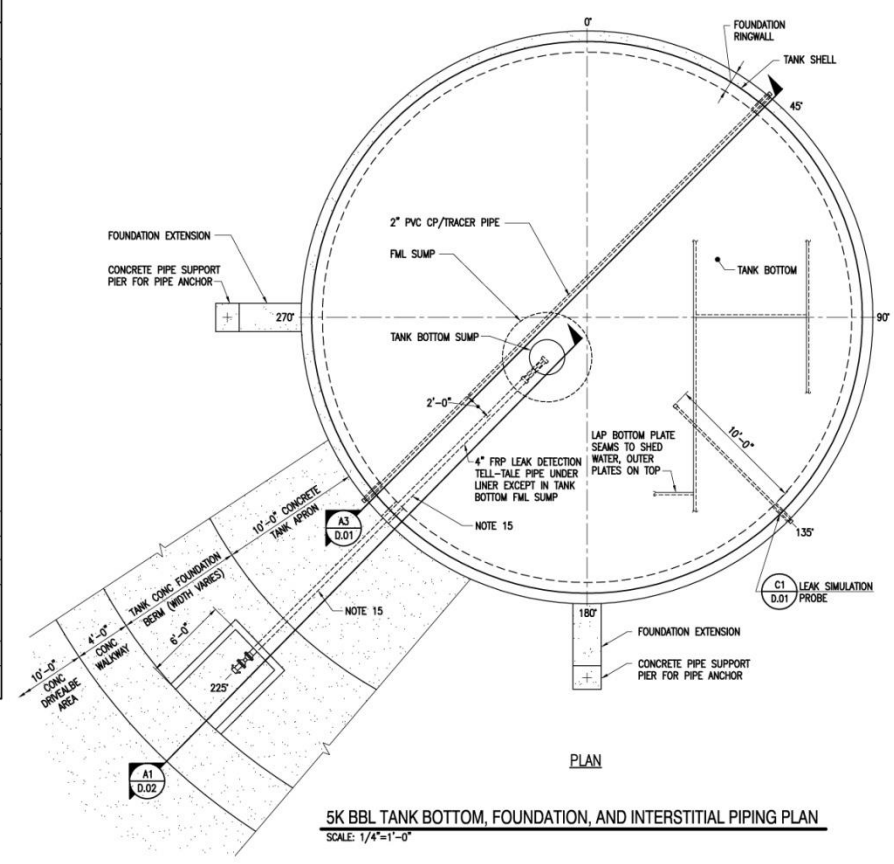 0°
FOUNDATION
RINGWALL
TANK SHELL
45°
2" PVC CP/TRACER PIPE
FML SUMP
FOUNDATION EXTENSION
CONCRETE PIPE SUPPORT
PIER FOR PIPE ANCHOR
270°
TANK BOTTOM
90°
TANK BOTTOM SUMP
2'-0"
10'-0"
LAP BOTTOM PLATE
SEAMS TO SHED
WATER, OUTER
PLATES ON TOP
4" FRP LEAK DETECTION
TELL-TALE PIPE UNDER
LINER EXCEPT IN TANK
BOTTOM FML SUMP
NOTE 15
A3
D.01
135°
10'-0" CONCRETE
TANK APRON
C1
D.01
LEAK SIMULATION
PROBE
TANK CONC FOUNDATION
BERM (WIDTH VARIES)
NOTE 15
180°
6'-0"
4'-0"
CONC
WALKWAY
10'-0"
CONC
DRIVEALBE
AREA
225°
FOUNDATION EXTENSION
CONCRETE PIPE SUPPORT
PIER FOR PIPE ANCHOR
A1
D.02
PLAN
5K BBL TANK BOTTOM, FOUNDATION, AND INTERSTITIAL PIPING PLAN
SCALE: 1/4"=1'-0"